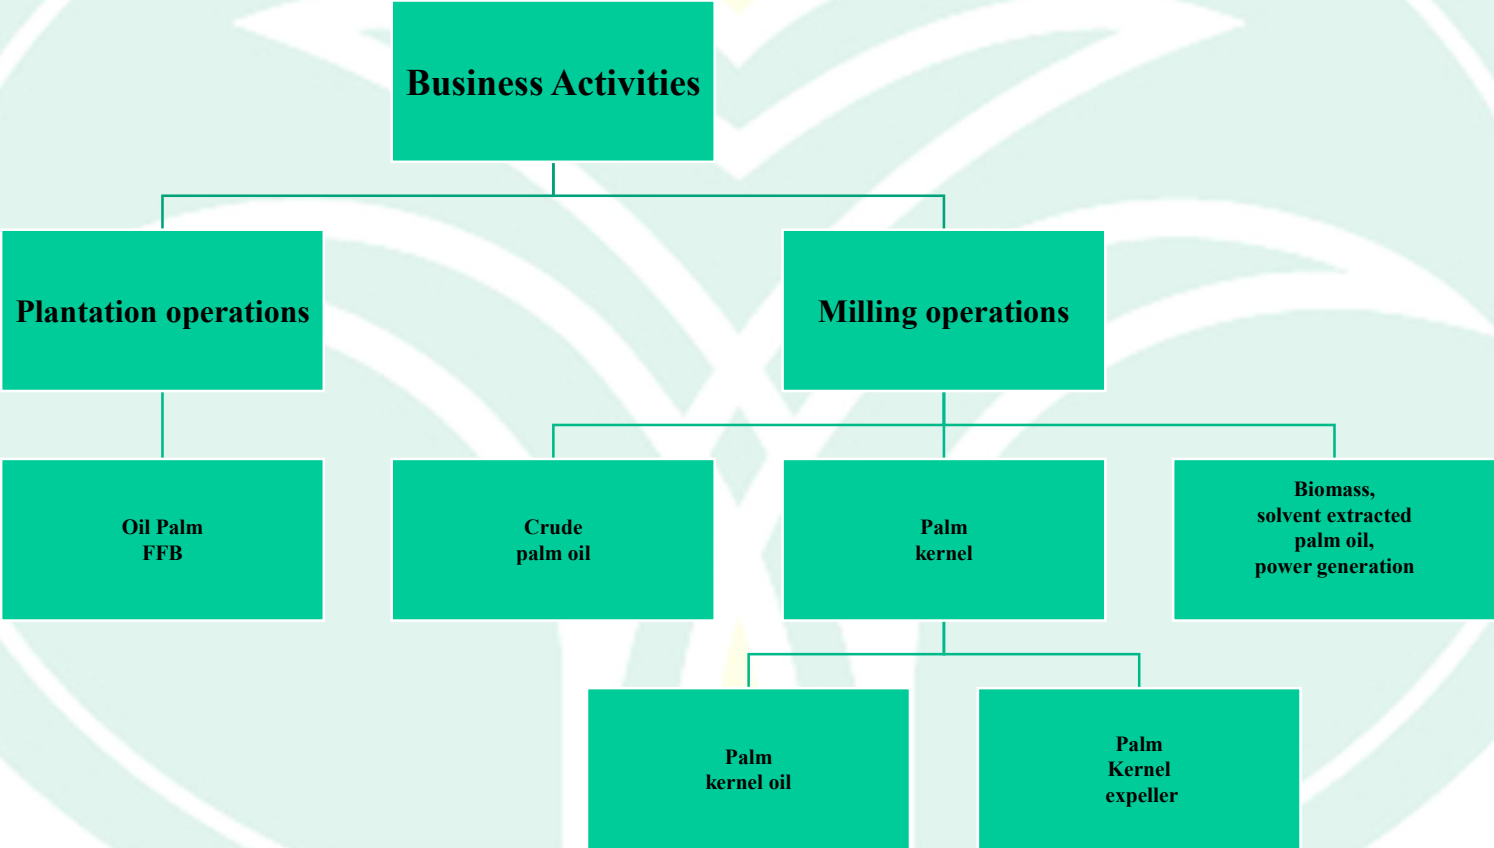 Business Activities
Plantation operations
Milling operations
Oil Palm
FFB
Crude
palm oil
Palm
kernel
Biomass,
solvent extracted
palm oil,
power generation
Palm
kernel oil
Palm
Kernel
expeller